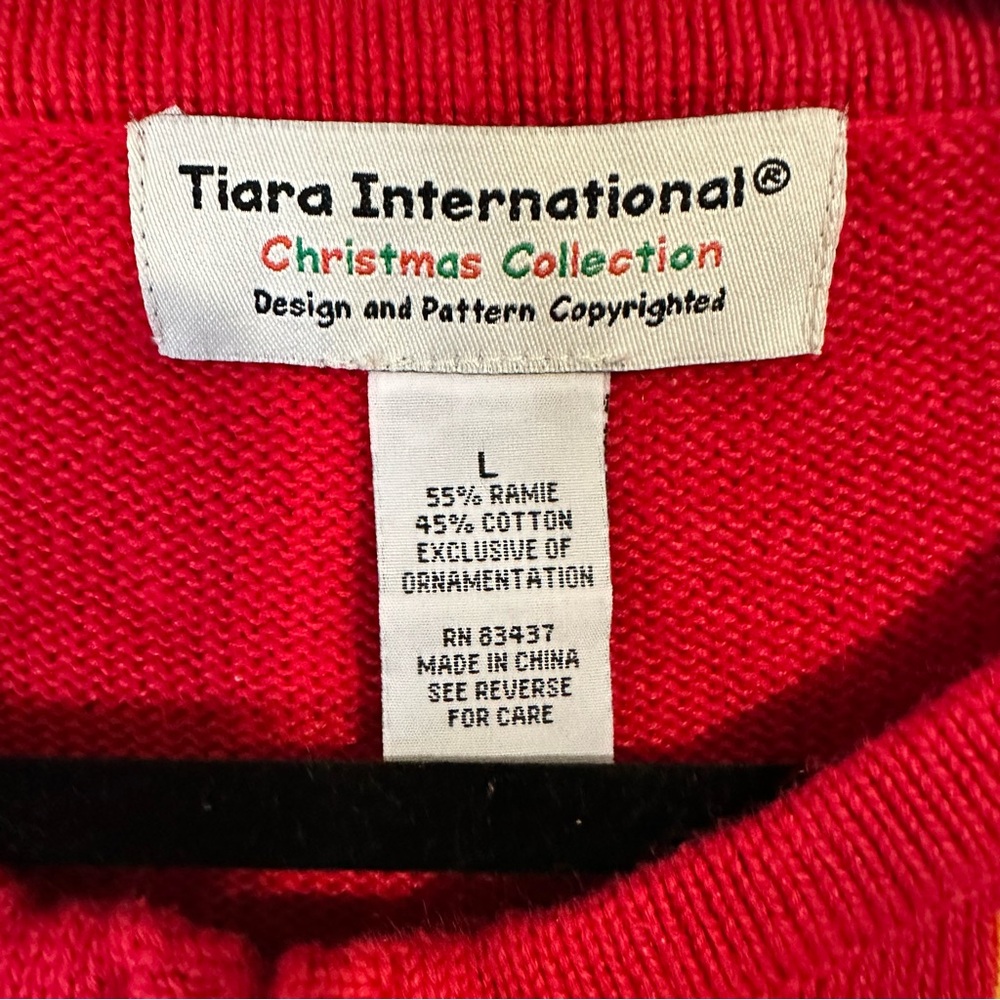 Tiara International®
Christmas Collection
Design and Pattern Copyrighted
L
55% RAMIE
45% COTTON
EXCLUSIVE OF
ORNAMENTATION
RN 83437
MADE IN CHINA
SEE REVERSE
FOR CARE